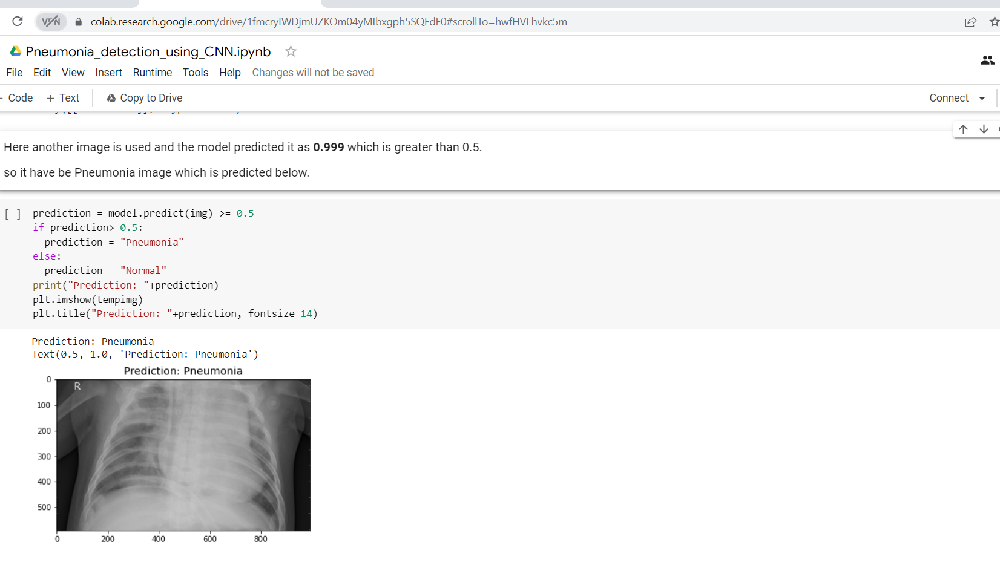 VPN colab.research.google.com/drive/1fmcryIWDjmUZKOm04yMIbxgph5SQFdF0#scrollTo=hwfHVLhvkc5m
Pneumonia_detection_using_CNN.ipynb
File Edit View Insert Runtime Tools Help Changes will not be saved
Code + Text Copy to Drive Connect
Here another image is used and the model predicted it as 0.999 which is greater than 0.5.
so it have be Pneumonia image which is predicted below.
[ ] prediction = model.predict(img) >= 0.5
if prediction>=0.5:
prediction = "Pneumonia"
else:
prediction = "Normal"
print("Prediction: "+prediction)
plt.imshow(tempimg)
plt.title("Prediction: "+prediction, fontsize=14)
Prediction: Pneumonia
Text(0.5, 1.0, 'Prediction: Pneumonia')
Prediction: Pneumonia
0
R
100
200
300
400
500
0 200 400 600 800